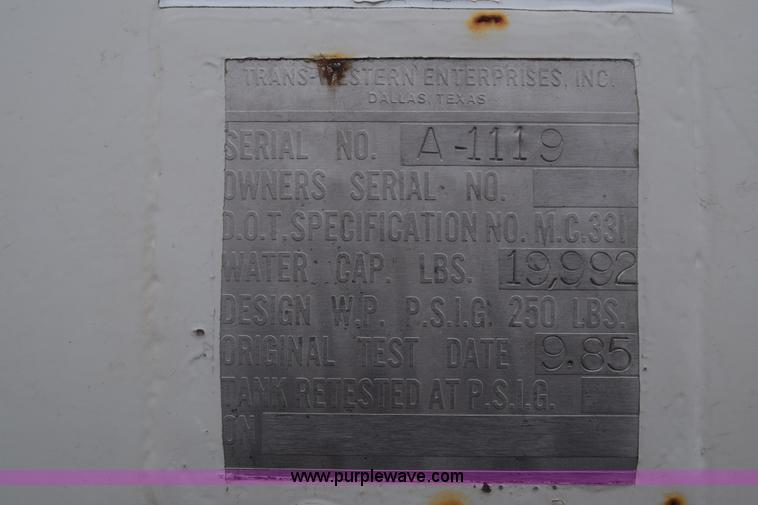 TRANS-WESTERN ENTERPRISES, INC.
DALLAS, TEXAS
SERIAL NO. A-1119
OWNERS SERIAL NO.
D.O.T. SPECIFICATION NO. M.C.331
WATER CAP. LBS. 19,992
DESIGN W.P. P.S.I.G. 250 LBS.
ORIGINAL TEST DATE 9.85
TANK RETESTED AT P.S.I.G.
ON
www.purplewave.com